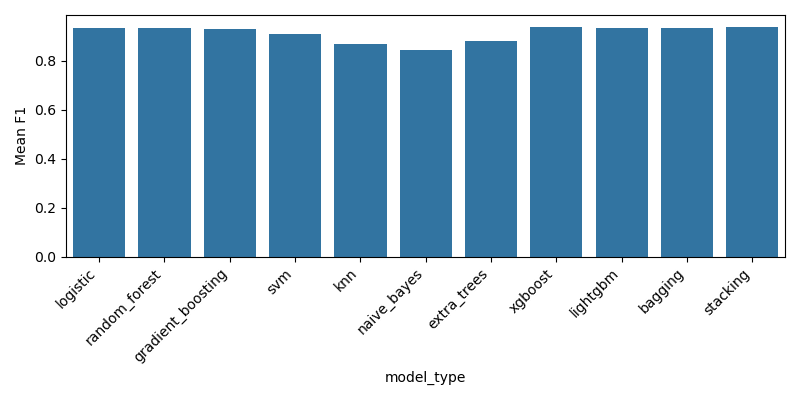 Mean F1
0.8
0.6
0.4
0.2
0.0
logistic
random_forest
gradient_boosting
svm
knn
naive_bayes
extra_trees
xgboost
lightgbm
bagging
stacking
model_type